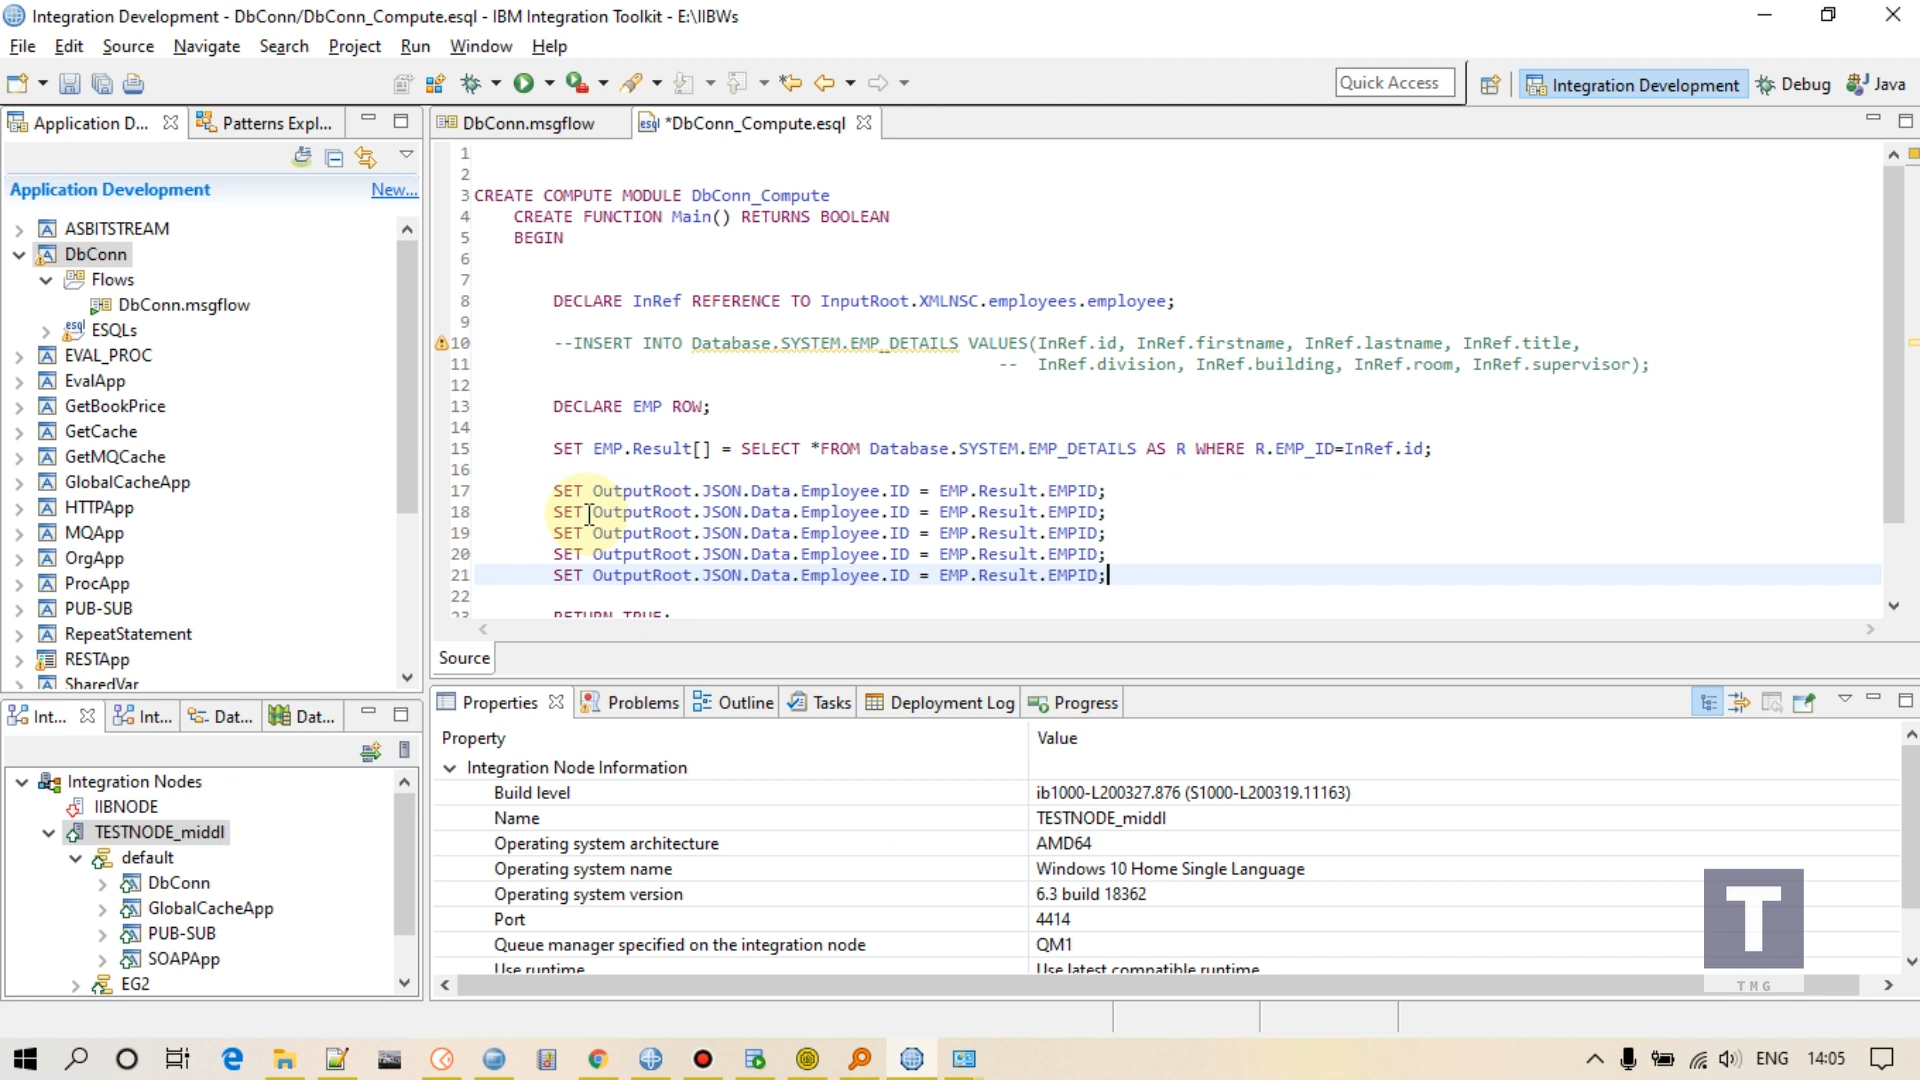 Integration Development - DbConn/DbConn_Compute.esql - IBM Integration Toolkit - E:\IIBWs
File Edit Source Navigate Search Project Run Window Help
Quick Access
Integration Development
Debug
Java
Application D...
Patterns Expl...
Application Development
New...
ASBITSTREAM
DbConn
Flows
DbConn.msgflow
ESQLs
EVAL_PROC
EvalApp
GetBookPrice
GetCache
GetMQCache
GlobalCacheApp
HTTPApp
MQApp
OrgApp
ProcApp
PUB-SUB
RepeatStatement
RESTApp
SharedVar
DbConn.msgflow
*DbConn_Compute.esql
1
2
3 CREATE COMPUTE MODULE DbConn_Compute
4 CREATE FUNCTION Main() RETURNS BOOLEAN
5 BEGIN
6
7
8 DECLARE InRef REFERENCE TO InputRoot.XMLNSC.employees.employee;
9
10 --INSERT INTO Database.SYSTEM.EMP_DETAILS VALUES(InRef.id, InRef.firstname, InRef.lastname, InRef.title,
11 -- InRef.division, InRef.building, InRef.room, InRef.supervisor);
12
13 DECLARE EMP ROW;
14
15 SET EMP.Result[] = SELECT *FROM Database.SYSTEM.EMP_DETAILS AS R WHERE R.EMP_ID=InRef.id;
16
17 SET OutputRoot.JSON.Data.Employee.ID = EMP.Result.EMPID;
18 SET OutputRoot.JSON.Data.Employee.ID = EMP.Result.EMPID;
19 SET OutputRoot.JSON.Data.Employee.ID = EMP.Result.EMPID;
20 SET OutputRoot.JSON.Data.Employee.ID = EMP.Result.EMPID;
21 SET OutputRoot.JSON.Data.Employee.ID = EMP.Result.EMPID;
22
23 RETURN TRUE;
Source
Int...
Int...
Dat...
Dat...
Integration Nodes
IIBNODE
TESTNODE_middl
default
DbConn
GlobalCacheApp
PUB-SUB
SOAPApp
EG2
Properties
Problems
Outline
Tasks
Deployment Log
Progress
Property Value
Integration Node Information
Build level ib1000-L200327.876 (S1000-L200319.11163)
Name TESTNODE_middl
Operating system architecture AMD64
Operating system name Windows 10 Home Single Language
Operating system version 6.3 build 18362
Port 4414
Queue manager specified on the integration node QM1
Use runtime Use latest compatible runtime
T
TMG
ENG 14:05